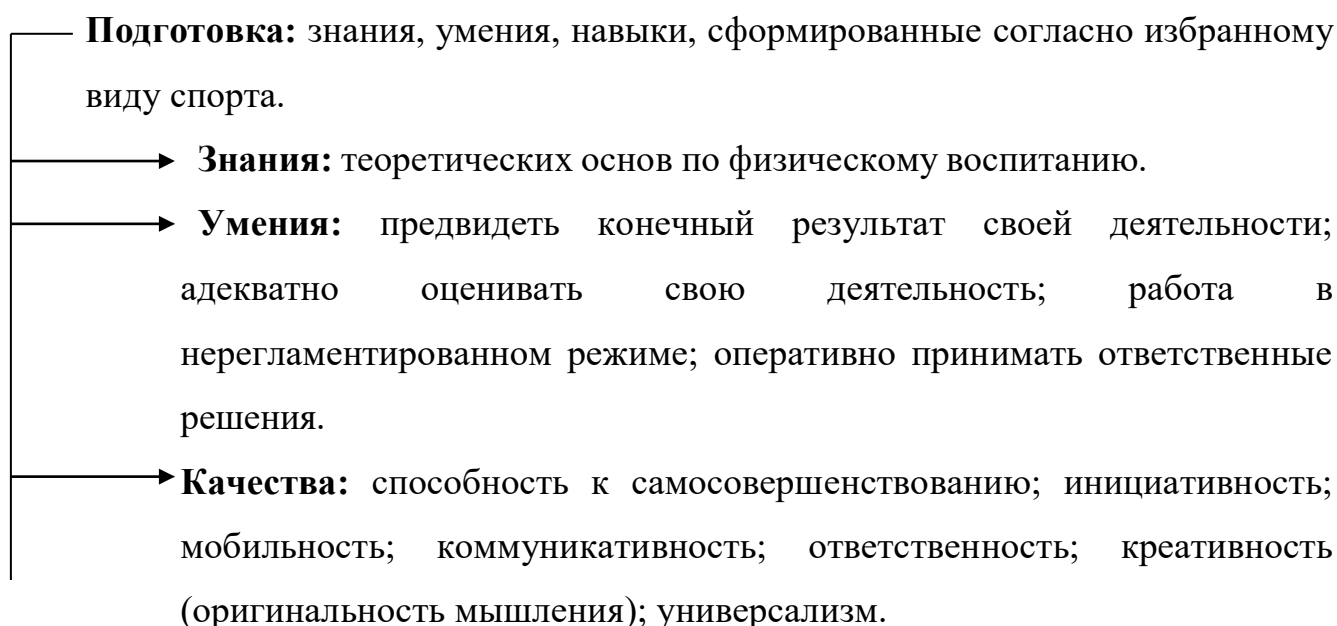 Подготовка: знания, умения, навыки, сформированные согласно избранному
виду спорта.
Знания: теоретических основ по физическому воспитанию.
Умения: предвидеть конечный результат своей деятельности;
адекватно оценивать свою деятельность; работа в
нерегламентированном режиме; оперативно принимать ответственные
решения.
Качества: способность к самосовершенствованию; инициативность;
мобильность; коммуникативность; ответственность; креативность
(оригинальность мышления); универсализм.